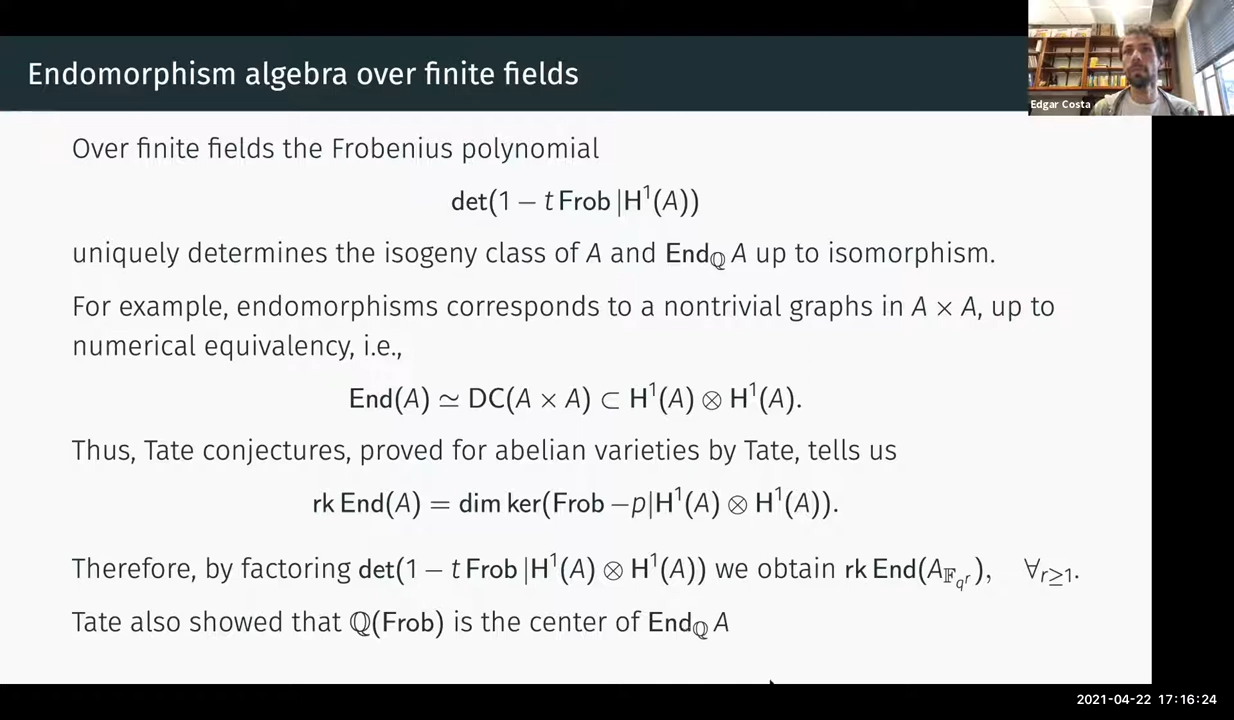 Endomorphism algebra over finite fields
Edgar Costa
Over finite fields the Frobenius polynomial
det(1 − t Frob |H¹(A))
uniquely determines the isogeny class of A and End_ℚ A up to isomorphism.
For example, endomorphisms corresponds to a nontrivial graphs in A × A, up to
numerical equivalency, i.e.,
End(A) ≃ DC(A × A) ⊂ H¹(A) ⊗ H¹(A).
Thus, Tate conjectures, proved for abelian varieties by Tate, tells us
rk End(A) = dim ker(Frob −p|H¹(A) ⊗ H¹(A)).
Therefore, by factoring det(1 − t Frob |H¹(A) ⊗ H¹(A)) we obtain rk End(A_{𝔽_{q^r}}), ∀_{r≥1}.
Tate also showed that ℚ(Frob) is the center of End_ℚ A
2021-04-22 17:16:24